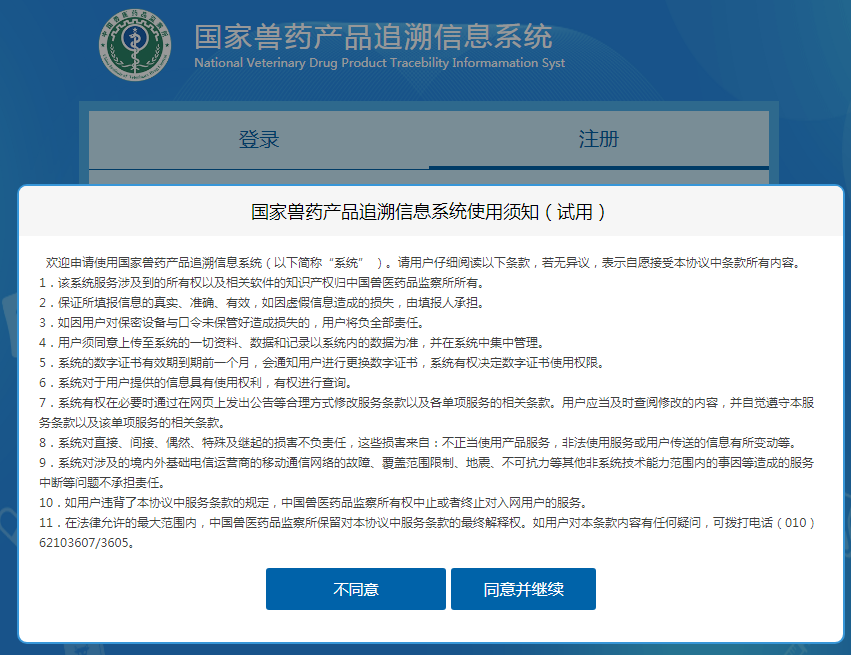 国家兽药产品追溯信息系统
National Veterinary Drug Product Tracebility Informamation Syst
登录
注册
国家兽药产品追溯信息系统使用须知（试用）
欢迎申请使用国家兽药产品追溯信息系统（以下简称“系统” ）。请用户仔细阅读以下条款，若无异议，表示自愿接受本协议中条款所有内容。
1．该系统服务涉及到的所有权以及相关软件的知识产权归中国兽医药品监察所所有。
2．保证所填报信息的真实、准确、有效，如因虚假信息造成的损失，由填报人承担。
3．如因用户对保密设备与口令未保管好造成损失的，用户将负全部责任。
4．用户须同意上传至系统的一切资料、数据和记录以系统内的数据为准，并在系统中集中管理。
5．系统的数字证书有效期到期前一个月，会通知用户进行更换数字证书，系统有权决定数字证书使用权限。
6．系统对于用户提供的信息具有使用权利，有权进行查询。
7．系统有权在必要时通过在网页上发出公告等合理方式修改服务条款以及各单项服务的相关条款。用户应当及时查阅修改的内容，并自觉遵守本服
务条款以及该单项服务的相关条款。
8．系统对直接、间接、偶然、特殊及继起的损害不负责任，这些损害来自：不正当使用产品服务，非法使用服务或用户传送的信息有所变动等。
9．系统对涉及的境内外基础电信运营商的移动通信网络的故障、覆盖范围限制、地震、不可抗力等其他非系统技术能力范围内的事因等造成的服务
中断等问题不承担责任。
10．如用户违背了本协议中服务条款的规定，中国兽医药品监察所有权中止或者终止对入网用户的服务。
11．在法律允许的最大范围内，中国兽医药品监察所保留对本协议中服务条款的最终解释权。如用户对本条款内容有任何疑问，可拨打电话（010）
62103607/3605。
不同意
同意并继续